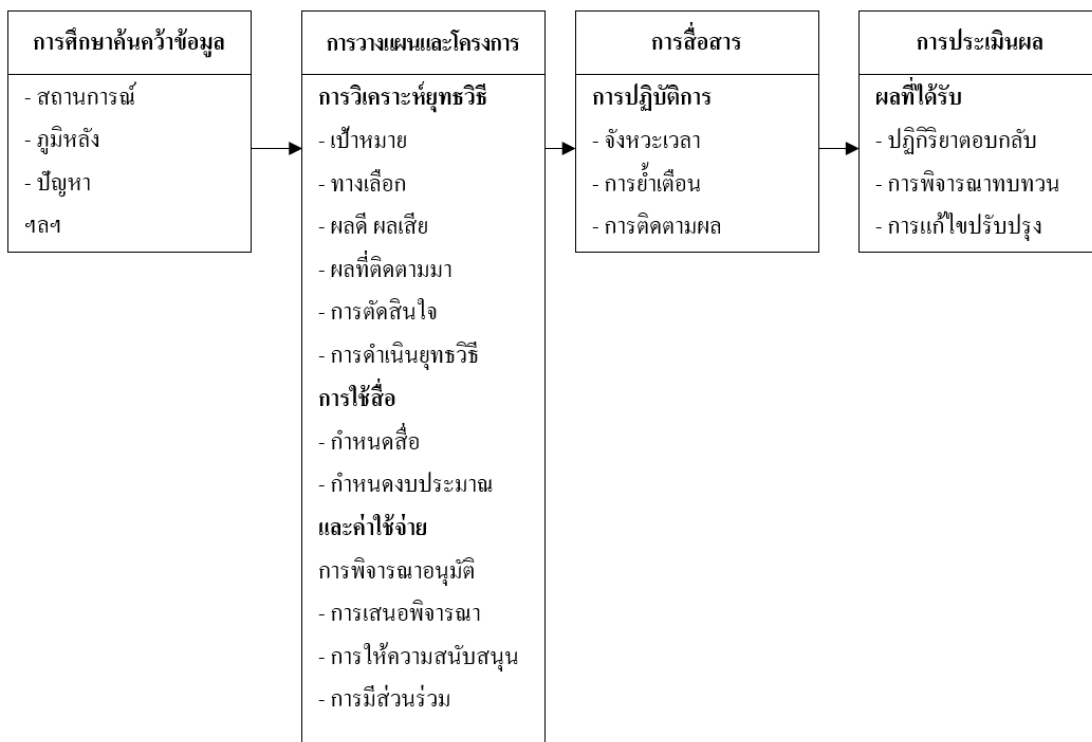 การศึกษาค้นคว้าข้อมูล
- สถานการณ์
- ภูมิหลัง
- ปัญหา
ฯลฯ
การวางแผนและโครงการ
การวิเคราะห์ยุทธวิธี
- เป้าหมาย
- ทางเลือก
- ผลดี ผลเสีย
- ผลที่ติดตามมา
- การตัดสินใจ
- การดำเนินยุทธวิธี
การใช้สื่อ
- กำหนดสื่อ
- กำหนดงบประมาณ
และค่าใช้จ่าย
การพิจารณาอนุมัติ
- การเสนอพิจารณา
- การให้ความสนับสนุน
- การมีส่วนร่วม
การสื่อสาร
การปฏิบัติการ
- จังหวะเวลา
- การย้ำเตือน
- การติดตามผล
การประเมินผล
ผลที่ได้รับ
- ปฏิกิริยาตอบกลับ
- การพิจารณาทบทวน
- การแก้ไขปรับปรุง